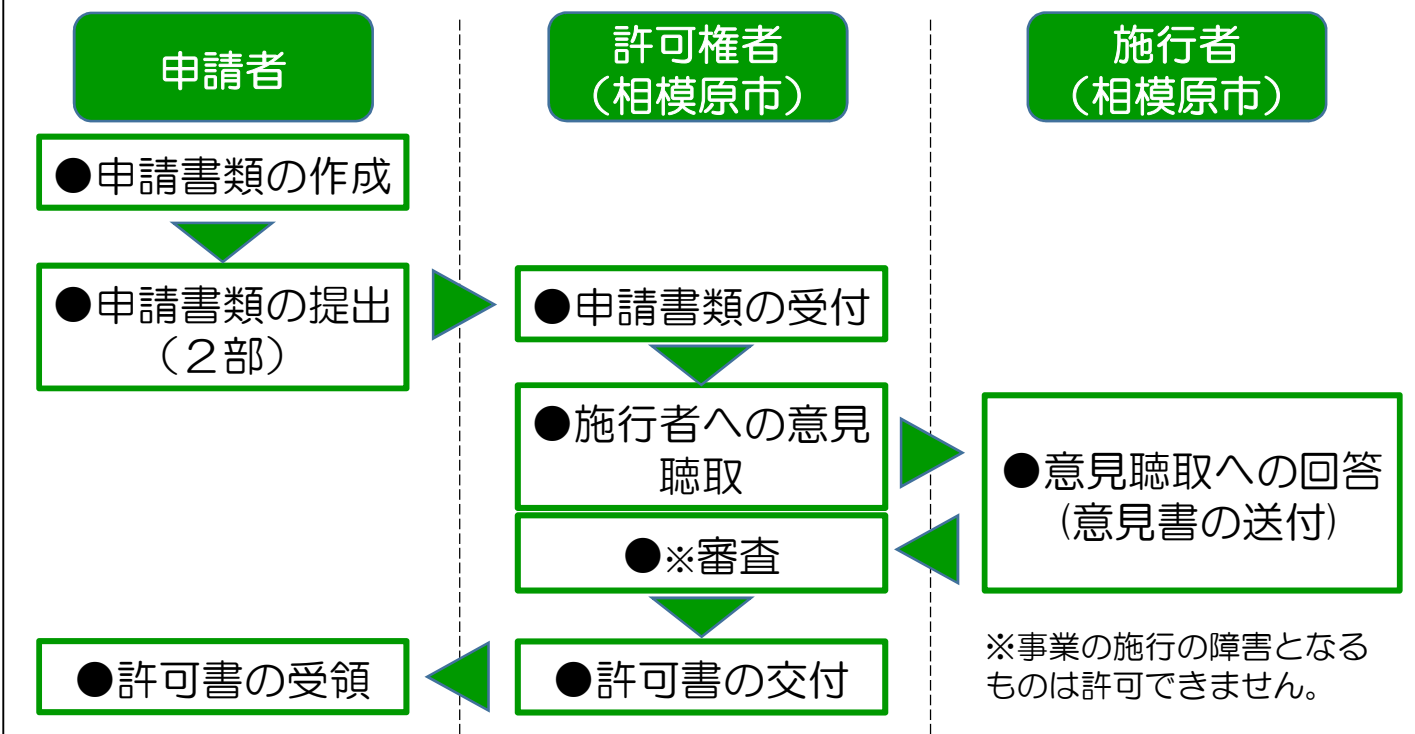 申請者
許可権者
（相模原市）
施行者
（相模原市）
●申請書類の作成
●申請書類の提出
（２部）
●申請書類の受付
●施行者への意見
聴取
●意見聴取への回答
(意見書の送付)
●※審査
●許可書の交付
●許可書の受領
※事業の施行の障害となる
ものは許可できません。